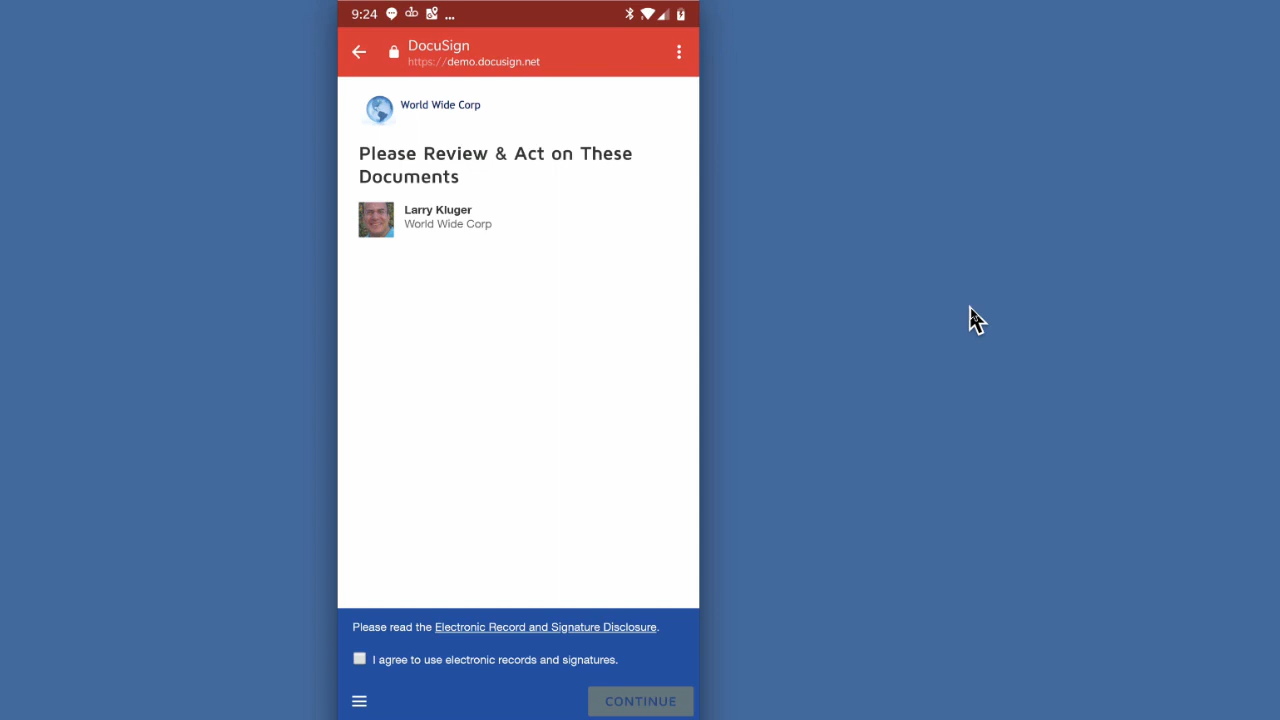 9:24 ...
DocuSign
https://demo.docusign.net
World Wide Corp
Please Review & Act on These
Documents
Larry Kluger
World Wide Corp
Please read the Electronic Record and Signature Disclosure.
I agree to use electronic records and signatures.
CONTINUE